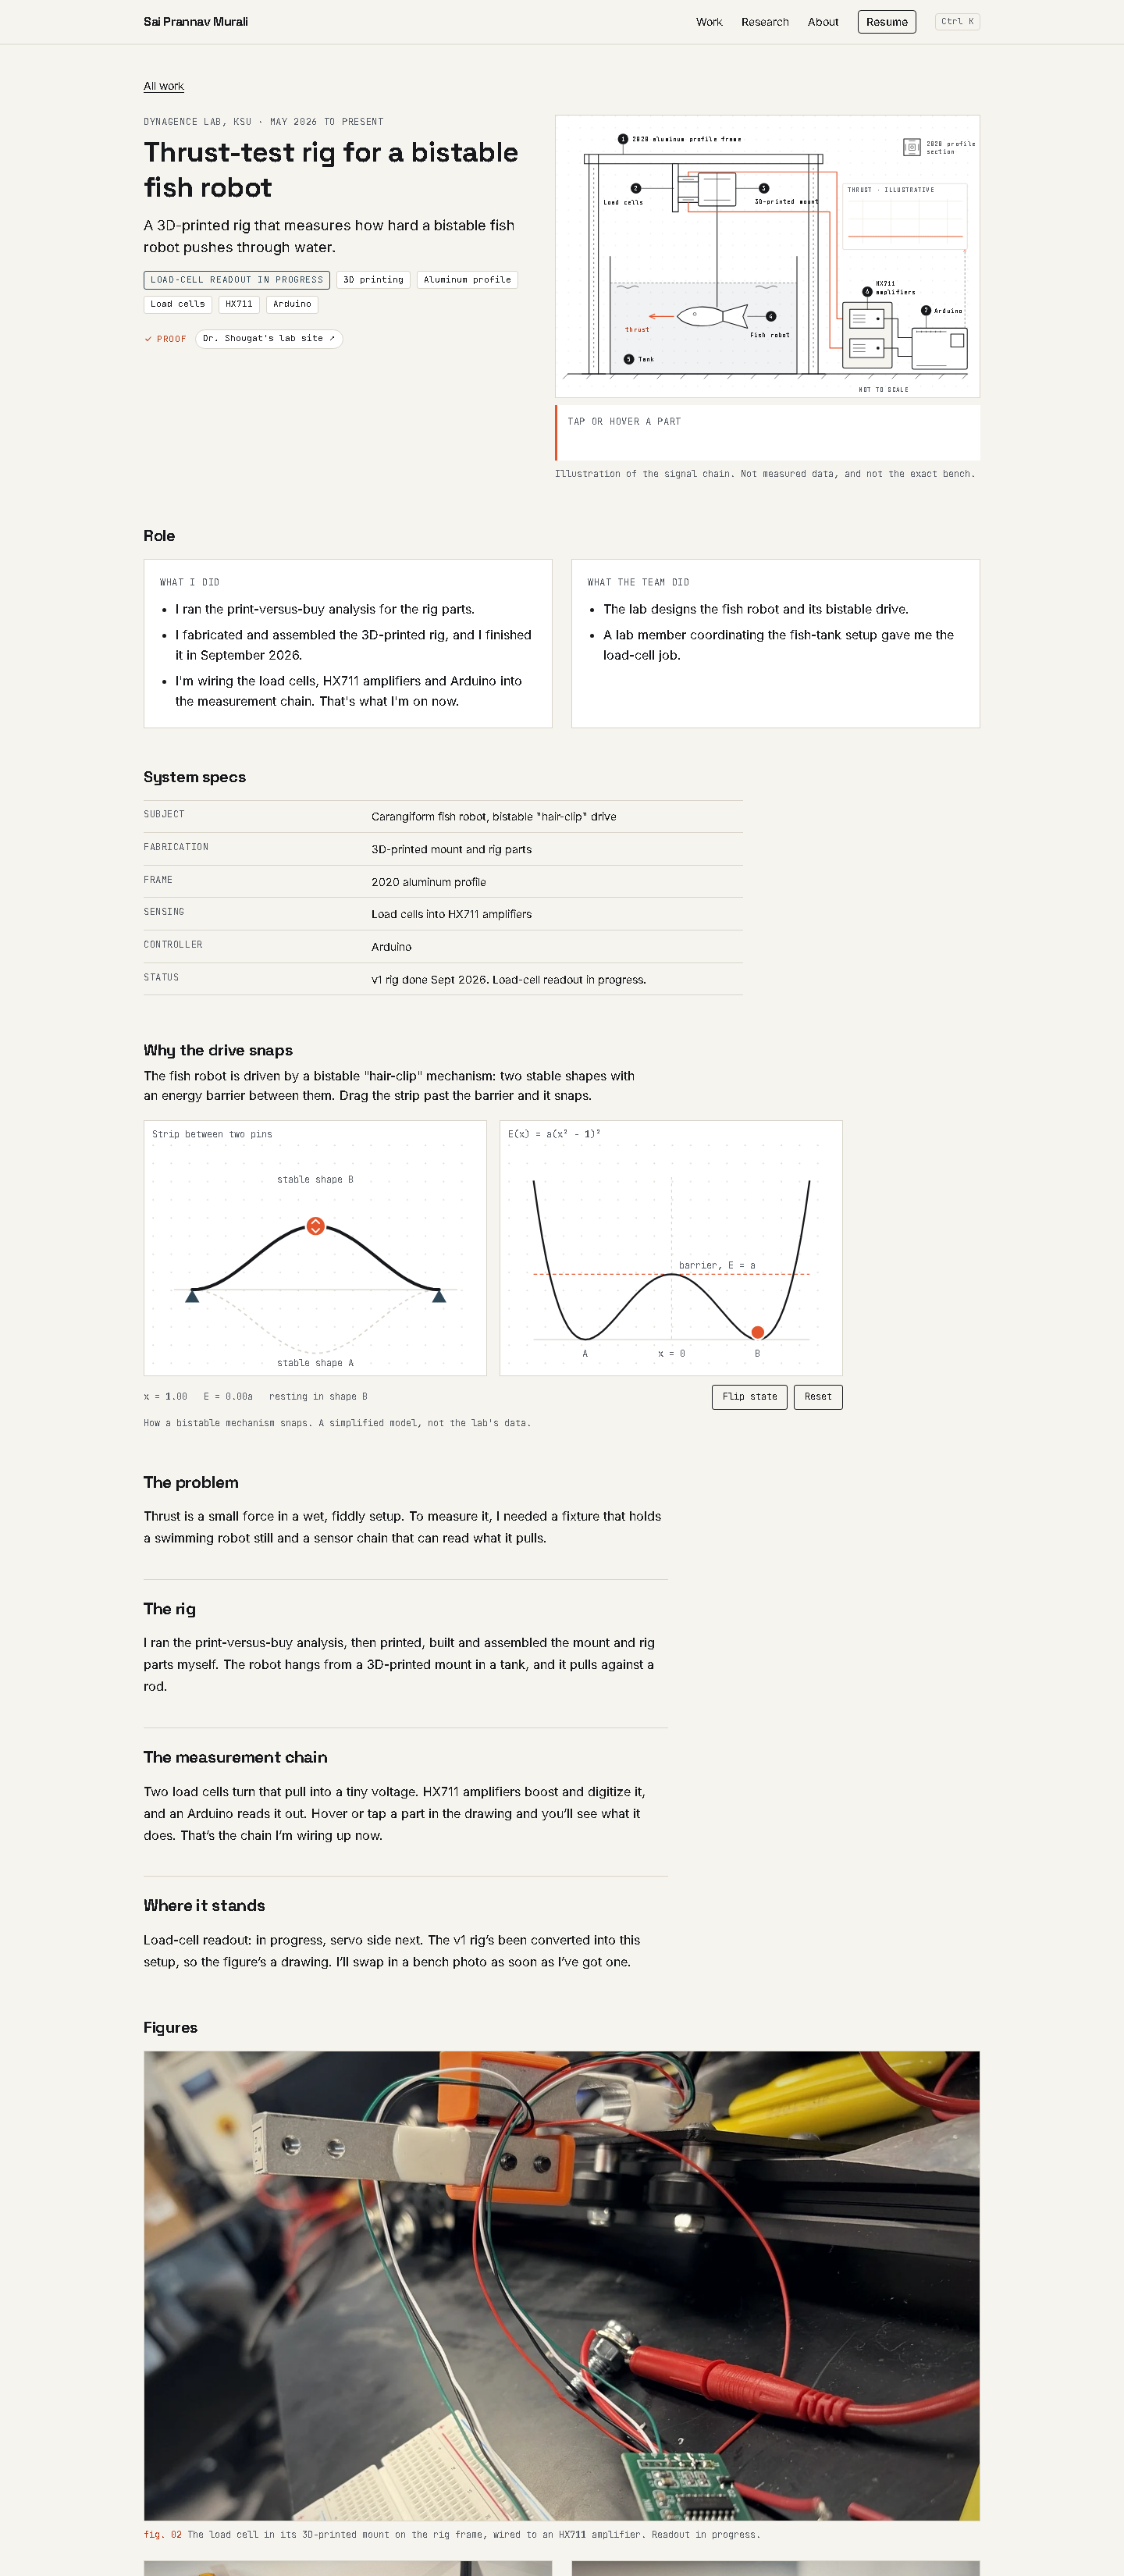 Sai Prannav Murali
Work Research About Resume Ctrl K
All work
DYNAGENCE LAB, KSU · MAY 2026 TO PRESENT
Thrust-test rig for a bistable
fish robot
A 3D-printed rig that measures how hard a bistable fish
robot pushes through water.
LOAD-CELL READOUT IN PROGRESS 3D printing Aluminum profile
Load cells HX711 Arduino
✓ PROOF Dr. Shougat's lab site ↗
1 2020 aluminum profile frame
2020 profile
section
2 3
Load cells 3D-printed mount
THRUST · ILLUSTRATIVE
HX711
6 amplifiers
7 Arduino
thrust
4
Fish robot
5 Tank
NOT TO SCALE
TAP OR HOVER A PART
Illustration of the signal chain. Not measured data, and not the exact bench.
Role
WHAT I DID
• I ran the print-versus-buy analysis for the rig parts.
• I fabricated and assembled the 3D-printed rig, and I finished
it in September 2026.
• I'm wiring the load cells, HX711 amplifiers and Arduino into
the measurement chain. That's what I'm on now.
WHAT THE TEAM DID
• The lab designs the fish robot and its bistable drive.
• A lab member coordinating the fish-tank setup gave me the
load-cell job.
System specs
SUBJECT Carangiform fish robot, bistable "hair-clip" drive
FABRICATION 3D-printed mount and rig parts
FRAME 2020 aluminum profile
SENSING Load cells into HX711 amplifiers
CONTROLLER Arduino
STATUS v1 rig done Sept 2026. Load-cell readout in progress.
Why the drive snaps
The fish robot is driven by a bistable "hair-clip" mechanism: two stable shapes with
an energy barrier between them. Drag the strip past the barrier and it snaps.
Strip between two pins
stable shape B
stable shape A
E(x) = a(x² - 1)²
barrier, E = a
A x = 0 B
x = 1.00 E = 0.00a resting in shape B
Flip state Reset
How a bistable mechanism snaps. A simplified model, not the lab's data.
The problem
Thrust is a small force in a wet, fiddly setup. To measure it, I needed a fixture that holds
a swimming robot still and a sensor chain that can read what it pulls.
The rig
I ran the print-versus-buy analysis, then printed, built and assembled the mount and rig
parts myself. The robot hangs from a 3D-printed mount in a tank, and it pulls against a
rod.
The measurement chain
Two load cells turn that pull into a tiny voltage. HX711 amplifiers boost and digitize it,
and an Arduino reads it out. Hover or tap a part in the drawing and you’ll see what it
does. That’s the chain I’m wiring up now.
Where it stands
Load-cell readout: in progress, servo side next. The v1 rig’s been converted into this
setup, so the figure’s a drawing. I’ll swap in a bench photo as soon as I’ve got one.
Figures
fig. 02 The load cell in its 3D-printed mount on the rig frame, wired to an HX711 amplifier. Readout in progress.